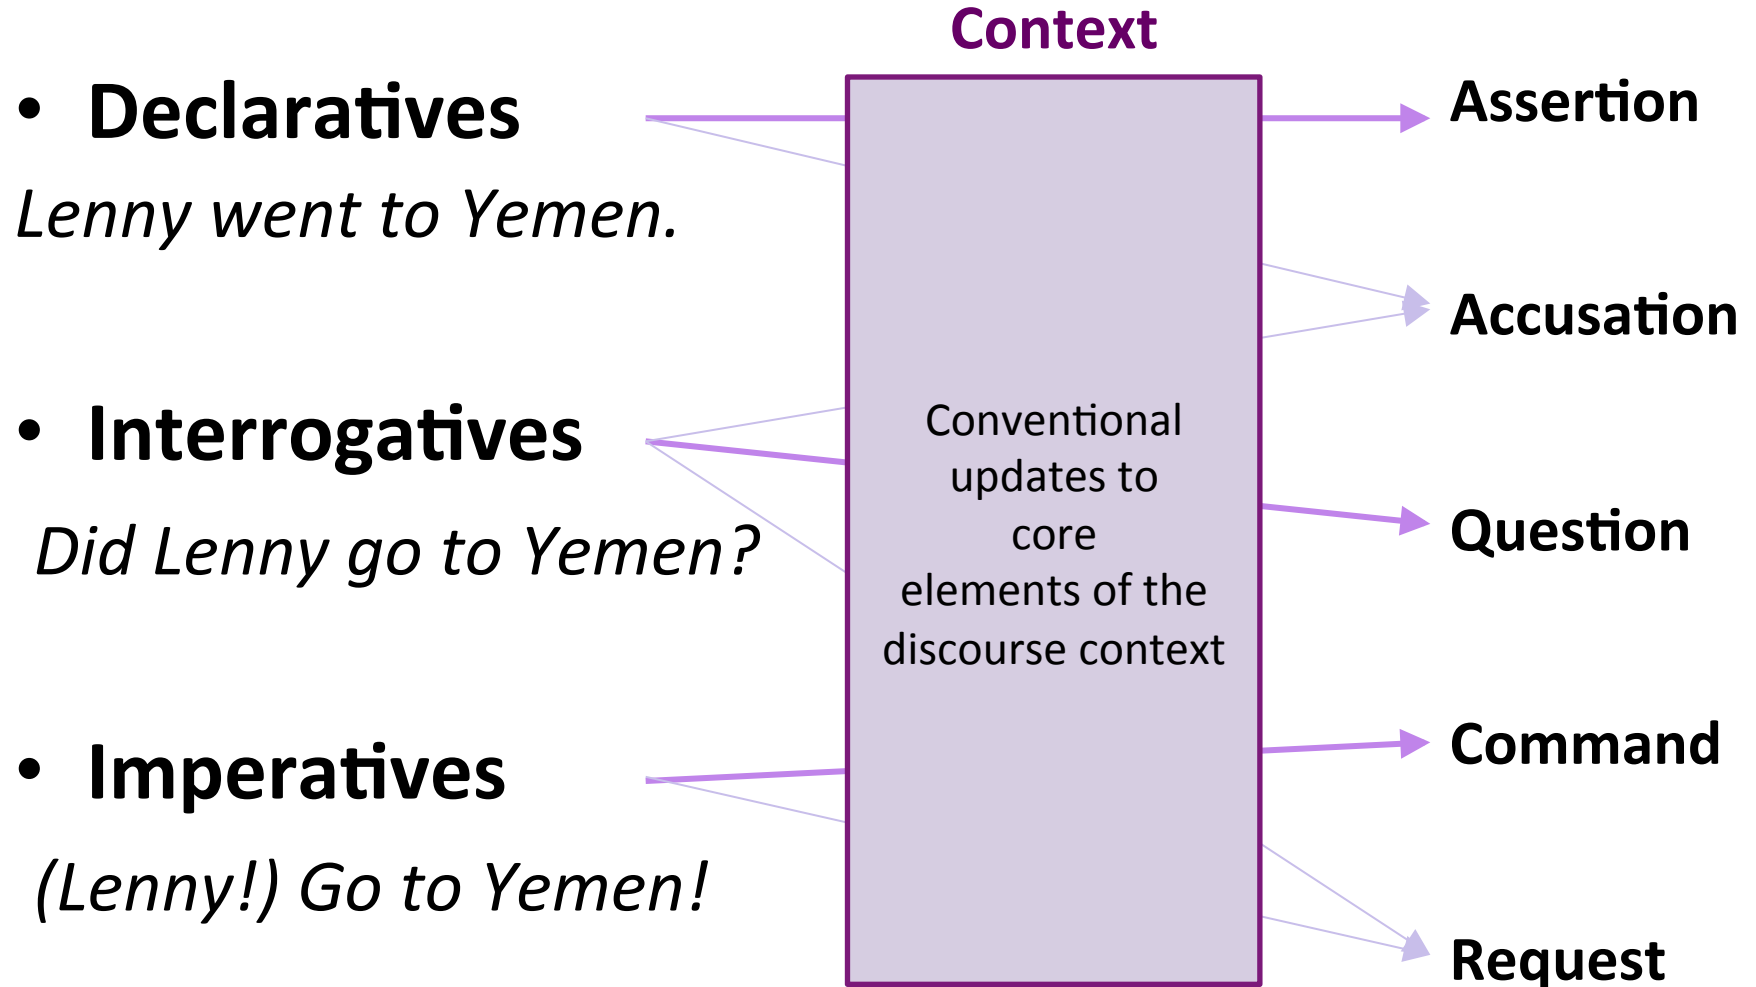 Context
• Declaratives
Lenny went to Yemen.
• Interrogatives
Did Lenny go to Yemen?
• Imperatives
(Lenny!) Go to Yemen!
Conventional
updates to
core
elements of the
discourse context
Assertion
Accusation
Question
Command
Request